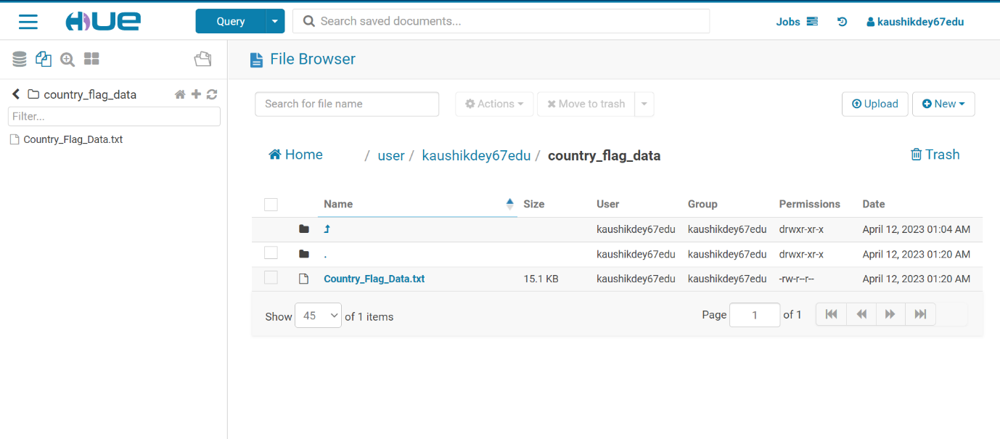 HUE
Query
Search saved documents...
Jobs
kaushikdey67edu
File Browser
country_flag_data
Filter...
Country_Flag_Data.txt
Search for file name
Actions
Move to trash
Upload
New
Home / user / kaushikdey67edu / country_flag_data
Trash
Name Size User Group Permissions Date
kaushikdey67edu kaushikdey67edu drwxr-xr-x April 12, 2023 01:04 AM
. kaushikdey67edu kaushikdey67edu drwxr-xr-x April 12, 2023 01:20 AM
Country_Flag_Data.txt 15.1 KB kaushikdey67edu kaushikdey67edu -rw-r--r-- April 12, 2023 01:20 AM
Show 45 of 1 items
Page 1 of 1